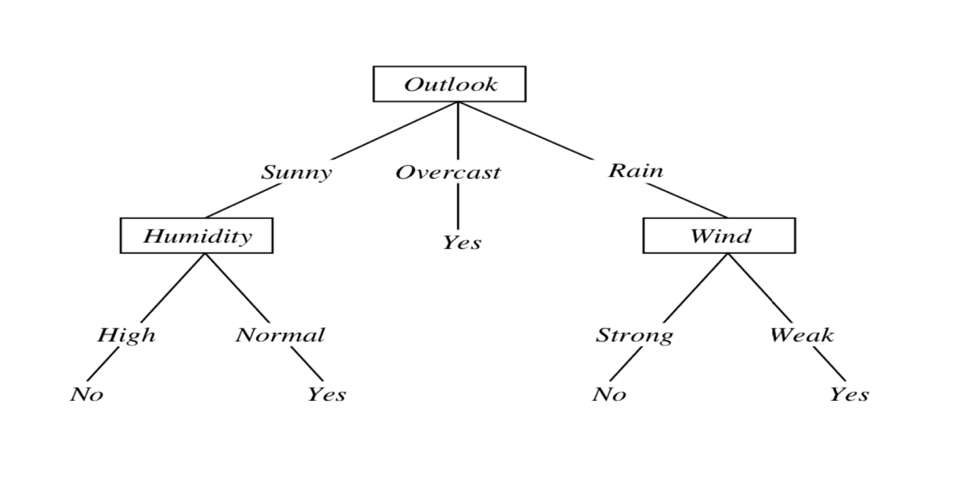 Outlook
Sunny Overcast Rain
Humidity Yes Wind
High Normal Strong Weak
No Yes No Yes